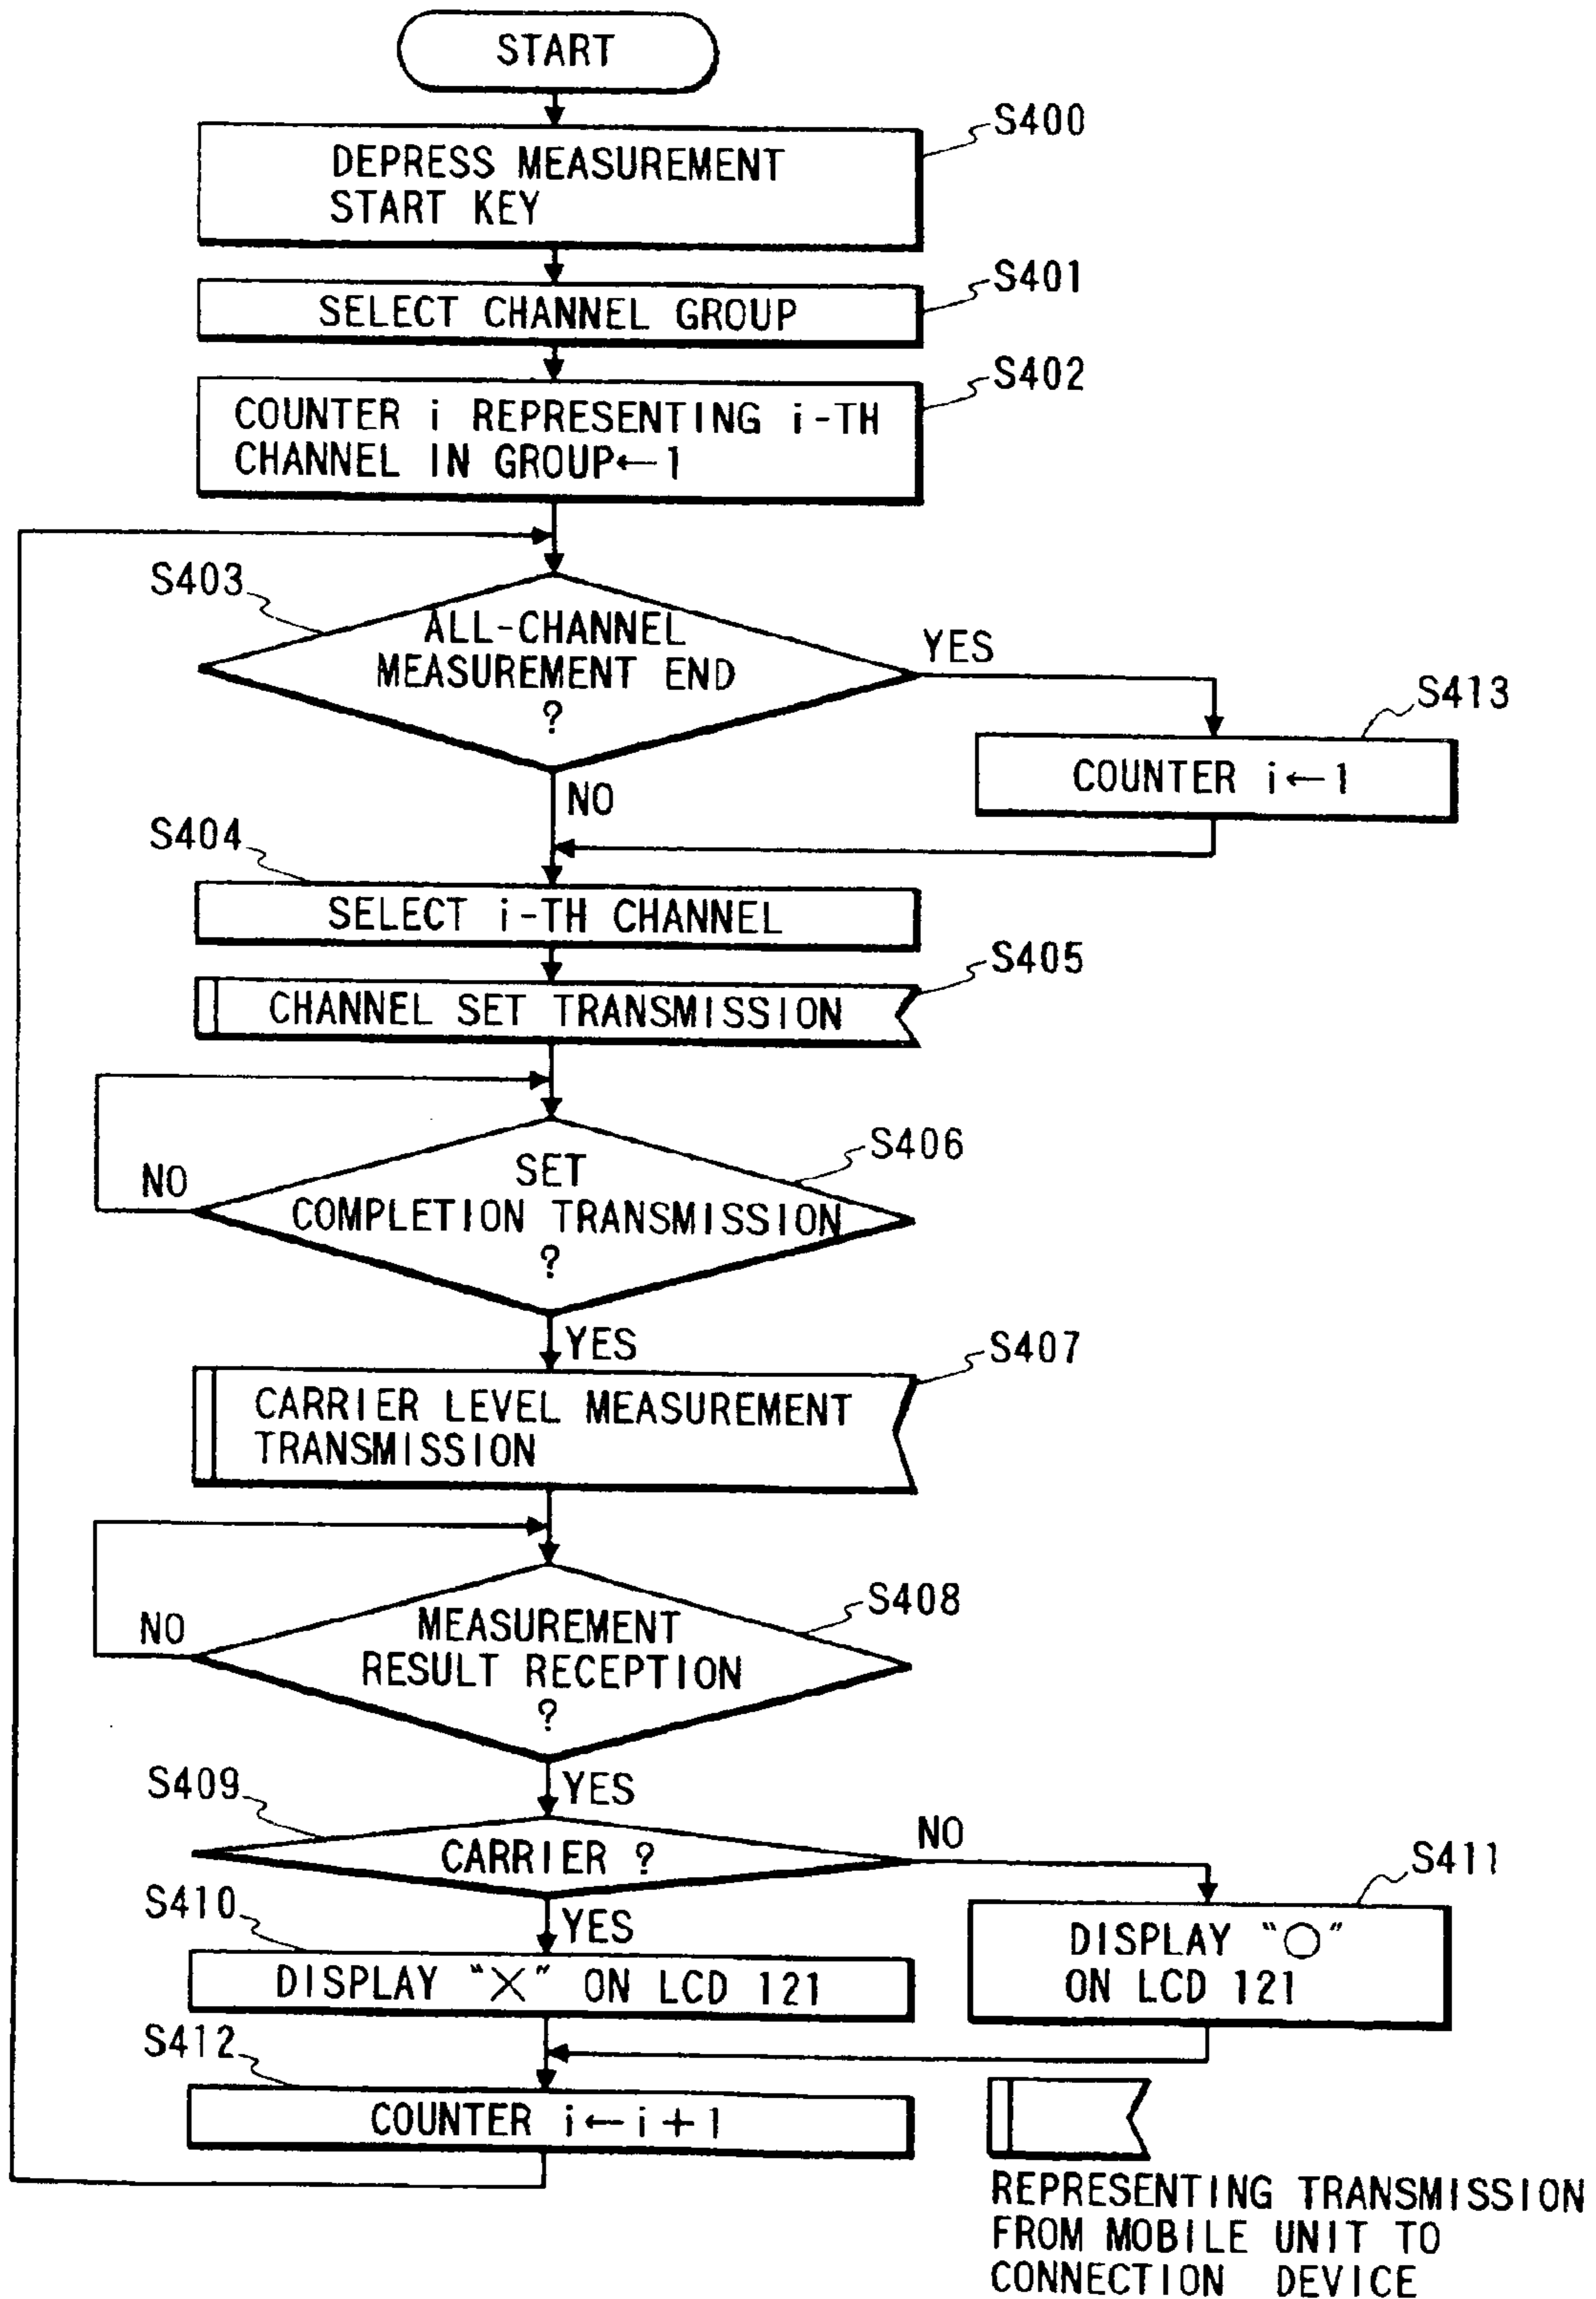 START
S400
DEPRESS MEASUREMENT
START KEY
S401
SELECT CHANNEL GROUP
S402
COUNTER i REPRESENTING i-TH
CHANNEL IN GROUP←1
S403
ALL-CHANNEL
MEASUREMENT END
?
YES
S413
COUNTER i←1
NO
S404
SELECT i-TH CHANNEL
S405
CHANNEL SET TRANSMISSION
S406
NO
SET
COMPLETION TRANSMISSION
?
YES
S407
CARRIER LEVEL MEASUREMENT
TRANSMISSION
S408
NO
MEASUREMENT
RESULT RECEPTION
?
YES
S409
CARRIER ?
NO
S411
S410
YES
DISPLAY “○”
ON LCD 121
DISPLAY “X” ON LCD 121
S412
COUNTER i←i+1
REPRESENTING TRANSMISSION
FROM MOBILE UNIT TO
CONNECTION DEVICE